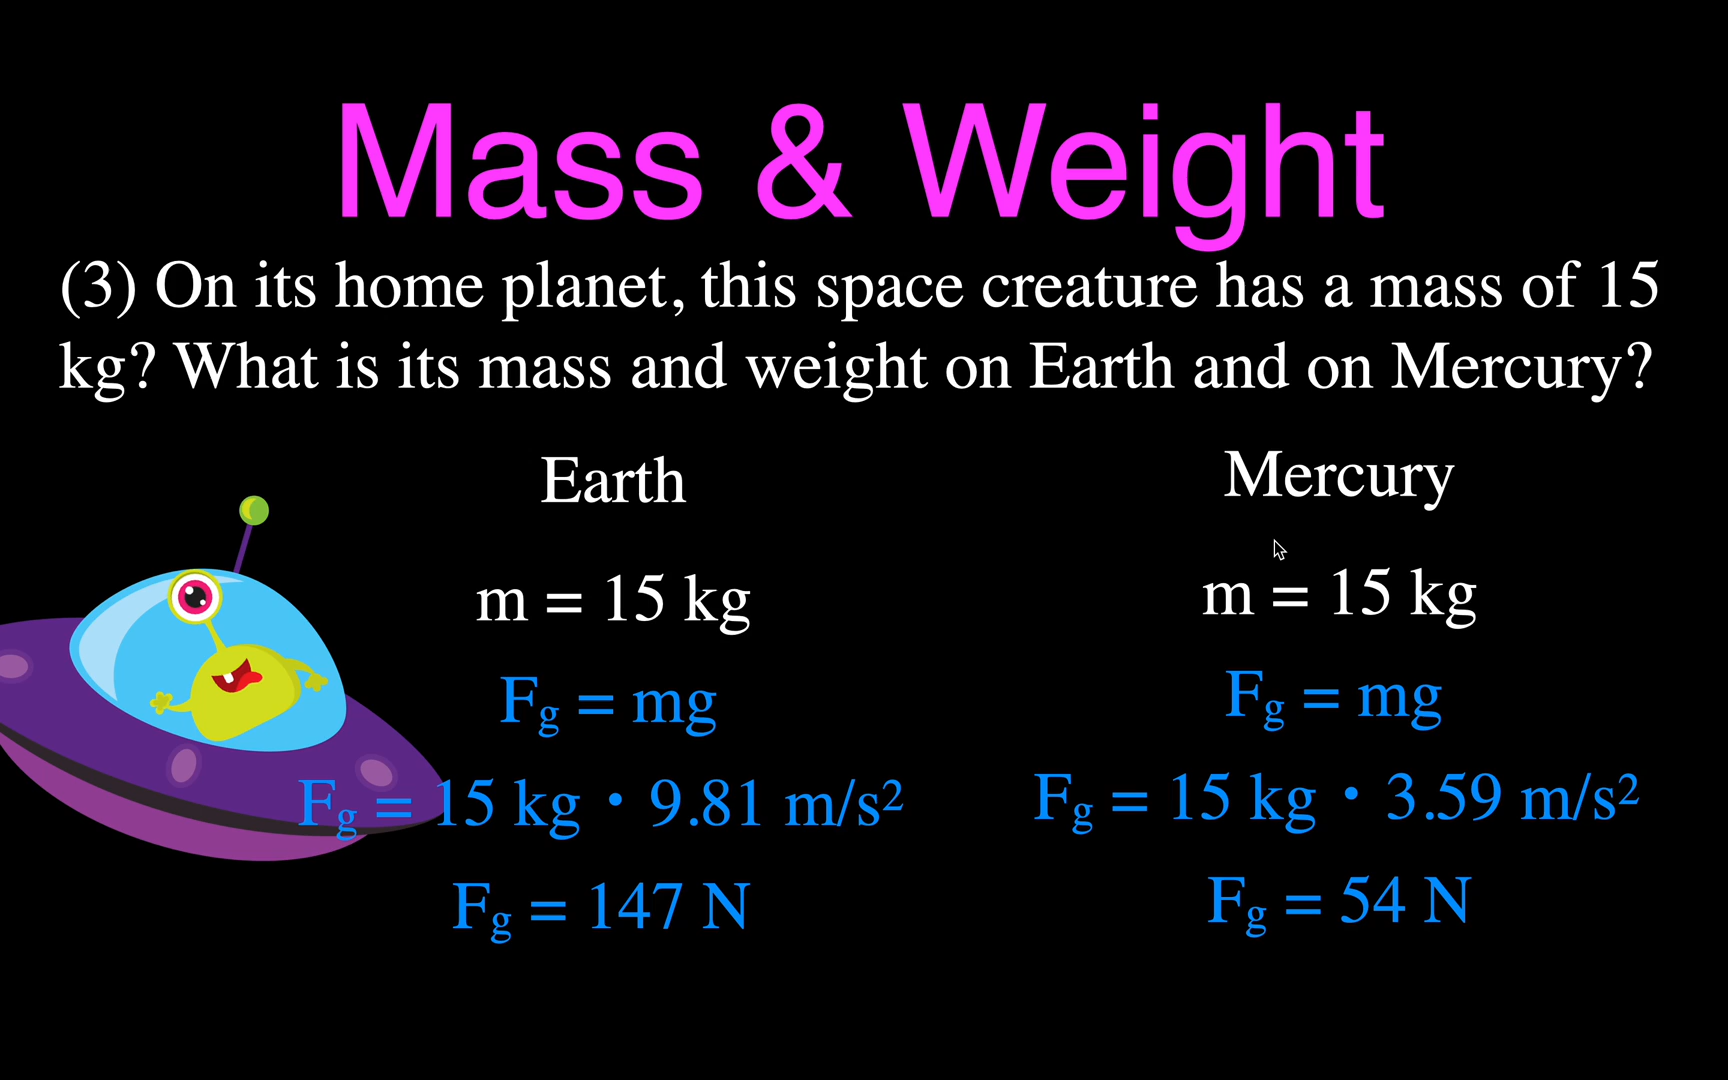 Mass & Weight
(3) On its home planet, this space creature has a mass of 15
kg? What is its mass and weight on Earth and on Mercury?
Earth
m = 15 kg
Fg = mg
Fg = 15 kg · 9.81 m/s²
Fg = 147 N
Mercury
m = 15 kg
Fg = mg
Fg = 15 kg · 3.59 m/s²
Fg = 54 N